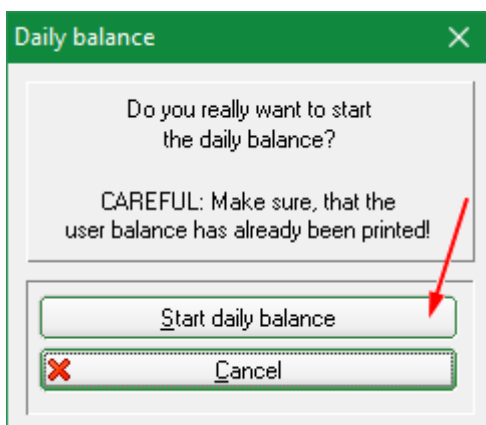 Daily balance
Do you really want to start
the daily balance?
CAREFUL: Make sure, that the
user balance has already been printed!
Start daily balance
Cancel